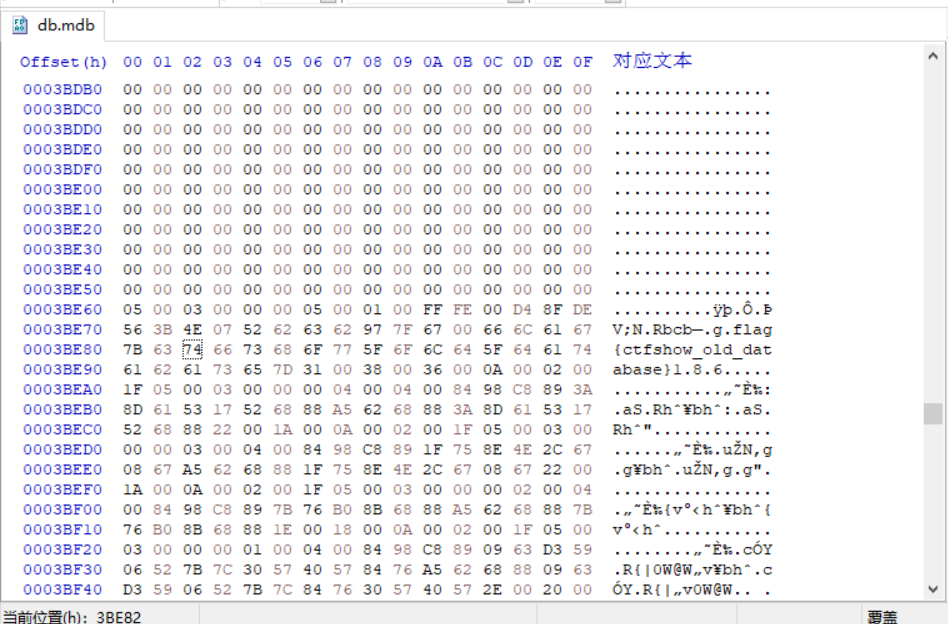 db.mdb
Offset(h) 00 01 02 03 04 05 06 07 08 09 0A 0B 0C 0D 0E 0F 对应文本
0003BDB0 00 00 00 00 00 00 00 00 00 00 00 00 00 00 00 00 ................
0003BDC0 00 00 00 00 00 00 00 00 00 00 00 00 00 00 00 00 ................
0003BDD0 00 00 00 00 00 00 00 00 00 00 00 00 00 00 00 00 ................
0003BDE0 00 00 00 00 00 00 00 00 00 00 00 00 00 00 00 00 ................
0003BDF0 00 00 00 00 00 00 00 00 00 00 00 00 00 00 00 00 ................
0003BE00 00 00 00 00 00 00 00 00 00 00 00 00 00 00 00 00 ................
0003BE10 00 00 00 00 00 00 00 00 00 00 00 00 00 00 00 00 ................
0003BE20 00 00 00 00 00 00 00 00 00 00 00 00 00 00 00 00 ................
0003BE30 00 00 00 00 00 00 00 00 00 00 00 00 00 00 00 00 ................
0003BE40 00 00 00 00 00 00 00 00 00 00 00 00 00 00 00 00 ................
0003BE50 00 00 00 00 00 00 00 00 00 00 00 00 00 00 00 00 ................
0003BE60 05 00 03 00 00 00 05 00 01 00 FF FE 00 D4 8F DE ..........ÿþ.Ô.Þ
0003BE70 56 3B 4E 07 52 62 63 62 97 7F 67 00 66 6C 61 67 V;N.Rbcb—.g.flag
0003BE80 7B 63 74 66 73 68 6F 77 5F 6F 6C 64 5F 64 61 74 {ctfshow_old_dat
0003BE90 61 62 61 73 65 7D 31 00 38 00 36 00 0A 00 02 00 abase}1.8.6.....
0003BEA0 1F 05 00 03 00 00 00 04 00 04 00 84 98 C8 89 3A ...........„˜È‰:
0003BEB0 8D 61 53 17 52 68 88 A5 62 68 88 3A 8D 61 53 17 .aS.Rhˆ¥bhˆ:.aS.
0003BEC0 52 68 88 22 00 1A 00 0A 00 02 00 1F 05 00 03 00 Rhˆ"............
0003BED0 00 00 03 00 04 00 84 98 C8 89 1F 75 8E 4E 2C 67 ......„˜È‰.uŽN,g
0003BEE0 08 67 A5 62 68 88 1F 75 8E 4E 2C 67 08 67 22 00 .g¥bhˆ.uŽN,g.g".
0003BEF0 1A 00 0A 00 02 00 1F 05 00 03 00 00 00 02 00 04 ................
0003BF00 00 84 98 C8 89 7B 76 B0 8B 68 88 A5 62 68 88 7B .„˜È‰{v°‹hˆ¥bhˆ{
0003BF10 76 B0 8B 68 88 1E 00 18 00 0A 00 02 00 1F 05 00 v°‹hˆ...........
0003BF20 03 00 00 00 01 00 04 00 84 98 C8 89 09 63 D3 59 ........„˜È‰.cÓY
0003BF30 06 52 7B 7C 30 57 40 57 84 76 A5 62 68 88 09 63 .R{|0W@W„v¥bhˆ.c
0003BF40 D3 59 06 52 7B 7C 84 76 30 57 40 57 2E 00 20 00 ÓY.R{|„v0W@W.. .
当前位置(h): 3BE82 覆盖